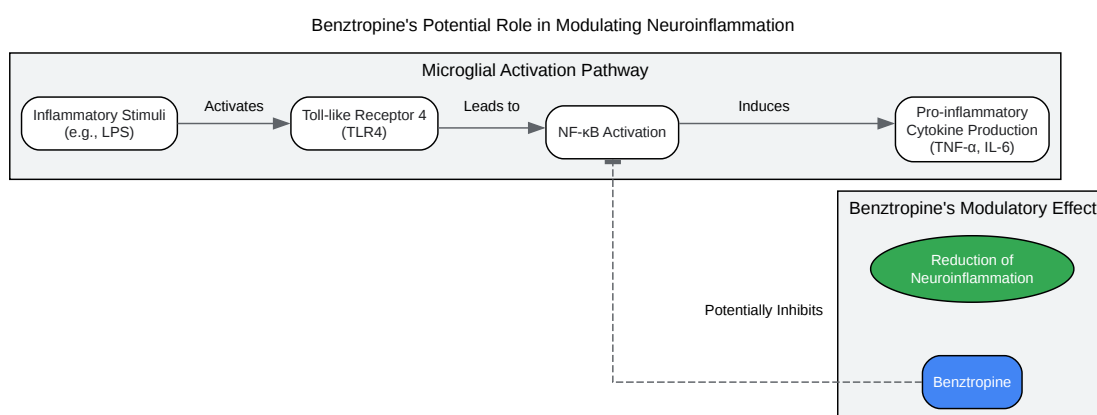 Benztropine's Potential Role in Modulating Neuroinflammation
Microglial Activation Pathway
Inflammatory Stimuli
(e.g., LPS)
Activates
Toll-like Receptor 4
(TLR4)
Leads to
NF-κB Activation
Induces
Pro-inflammatory
Cytokine Production
(TNF-α, IL-6)
Benztropine's Modulatory Effect
Reduction of
Neuroinflammation
Potentially Inhibits
Benztropine